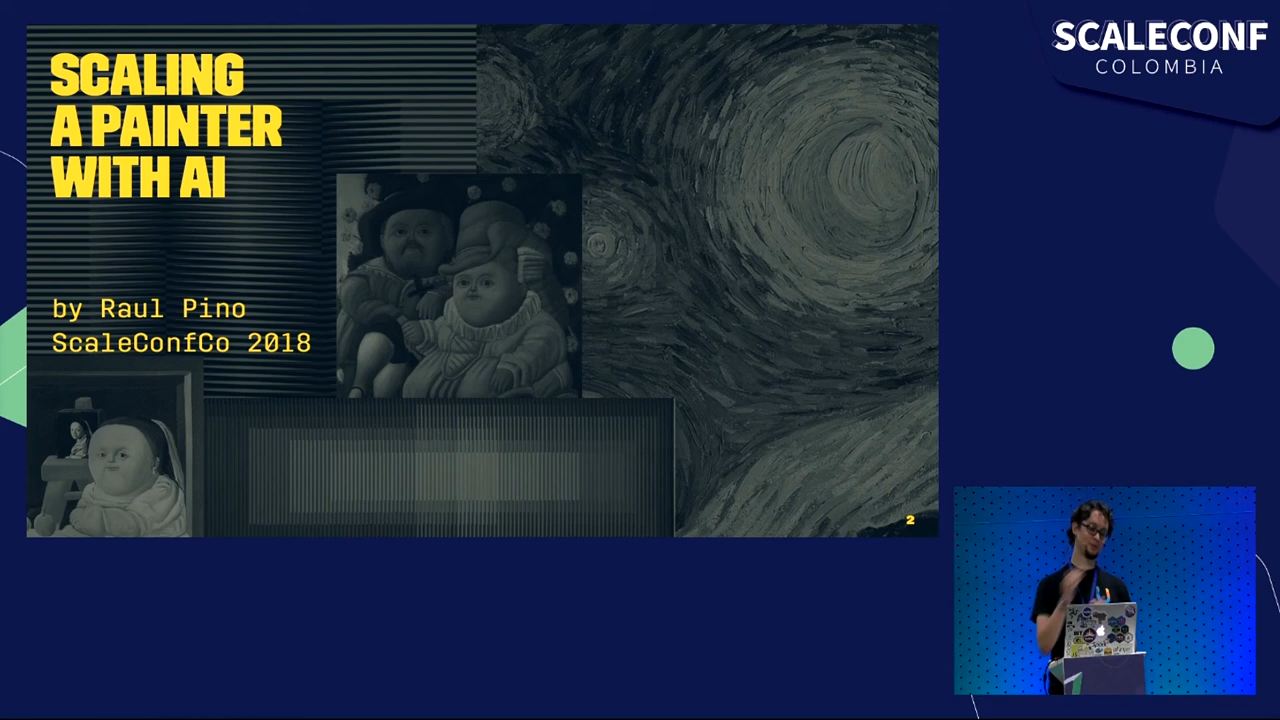 SCALING
A PAINTER
WITH AI
by Raul Pino
ScaleConfCo 2018
2
SCALECONF
COLOMBIA